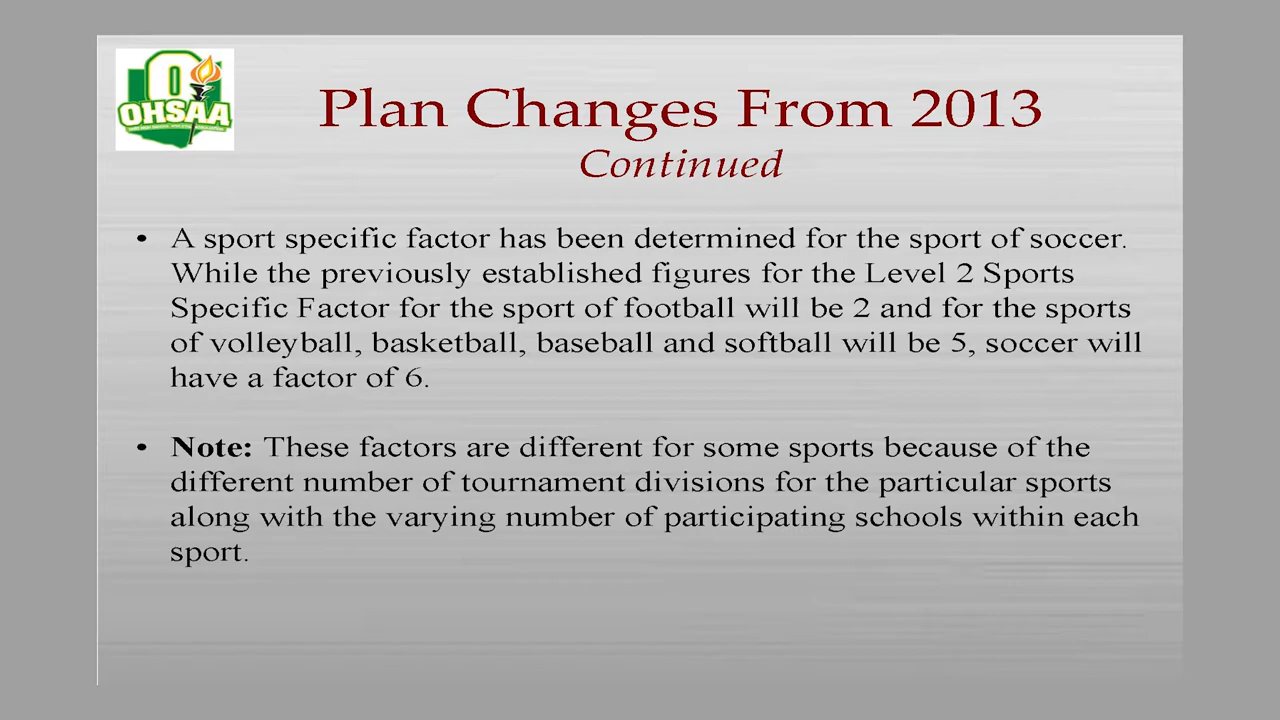 OHSAA
Plan Changes From 2013
Continued
• A sport specific factor has been determined for the sport of soccer.
While the previously established figures for the Level 2 Sports
Specific Factor for the sport of football will be 2 and for the sports
of volleyball, basketball, baseball and softball will be 5, soccer will
have a factor of 6.
• Note: These factors are different for some sports because of the
different number of tournament divisions for the particular sports
along with the varying number of participating schools within each
sport.